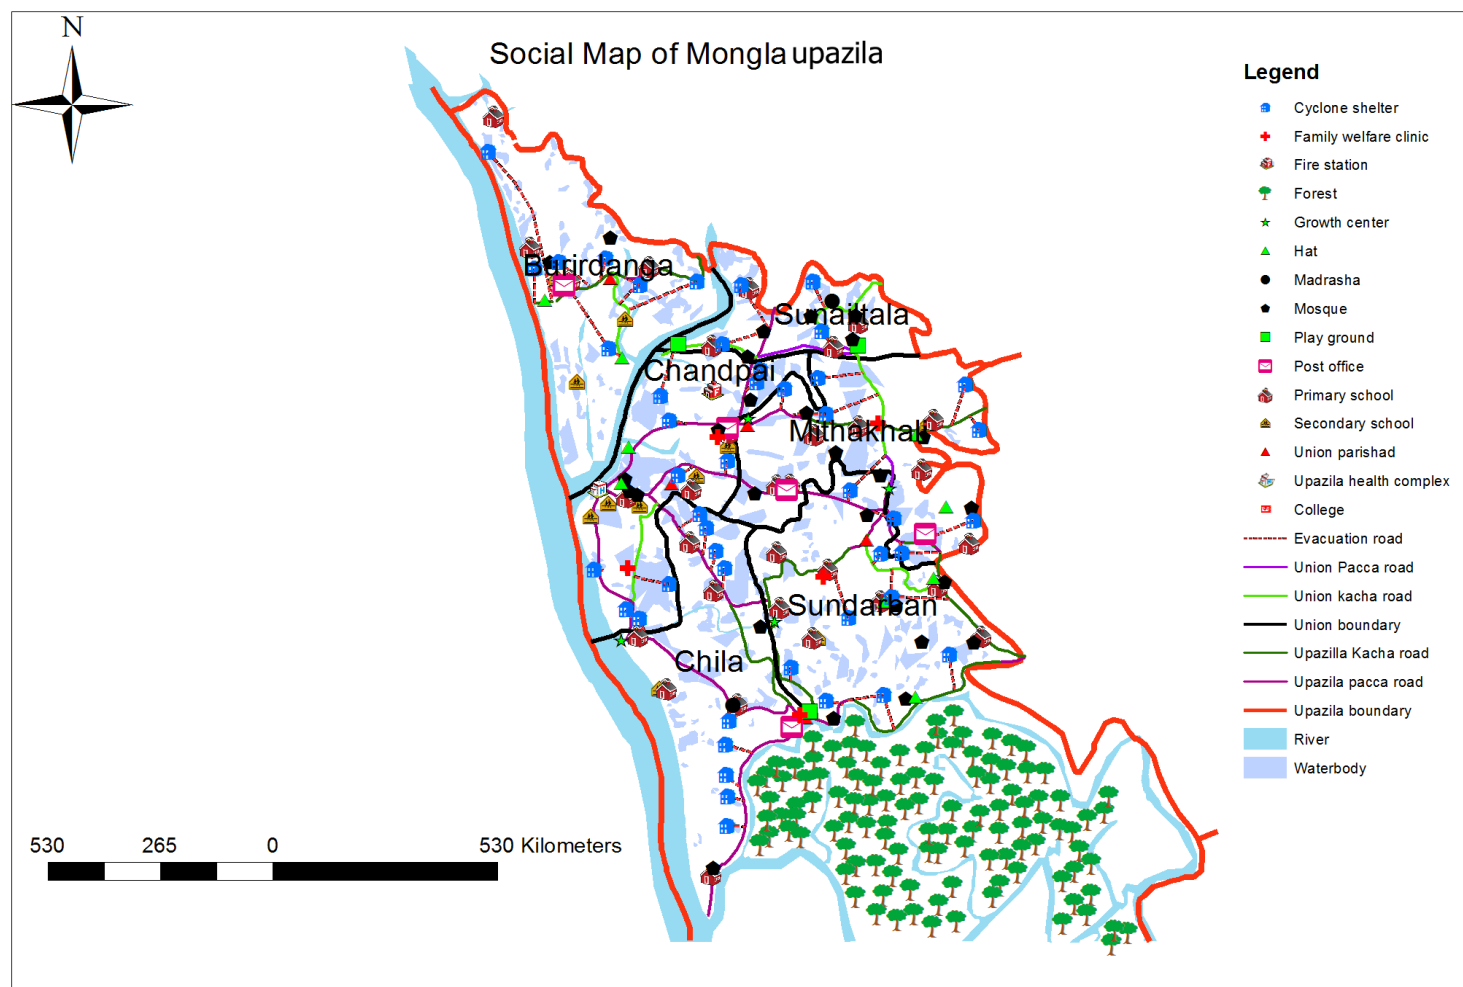 N
Social Map of Mongla upazila
Legend
Cyclone shelter
Family welfare clinic
Fire station
Forest
Growth center
Hat
Madrasha
Mosque
Play ground
Post office
Primary school
Secondary school
Union parishad
Upazila health complex
College
Evacuation road
Union Pacca road
Union kacha road
Union boundary
Upazilla Kacha road
Upazila pacca road
Upazila boundary
River
Waterbody
Burirdanga
Sunailtala
Chandpai
Mithakhali
Sundarban
Chila
530 265 0 530 Kilometers